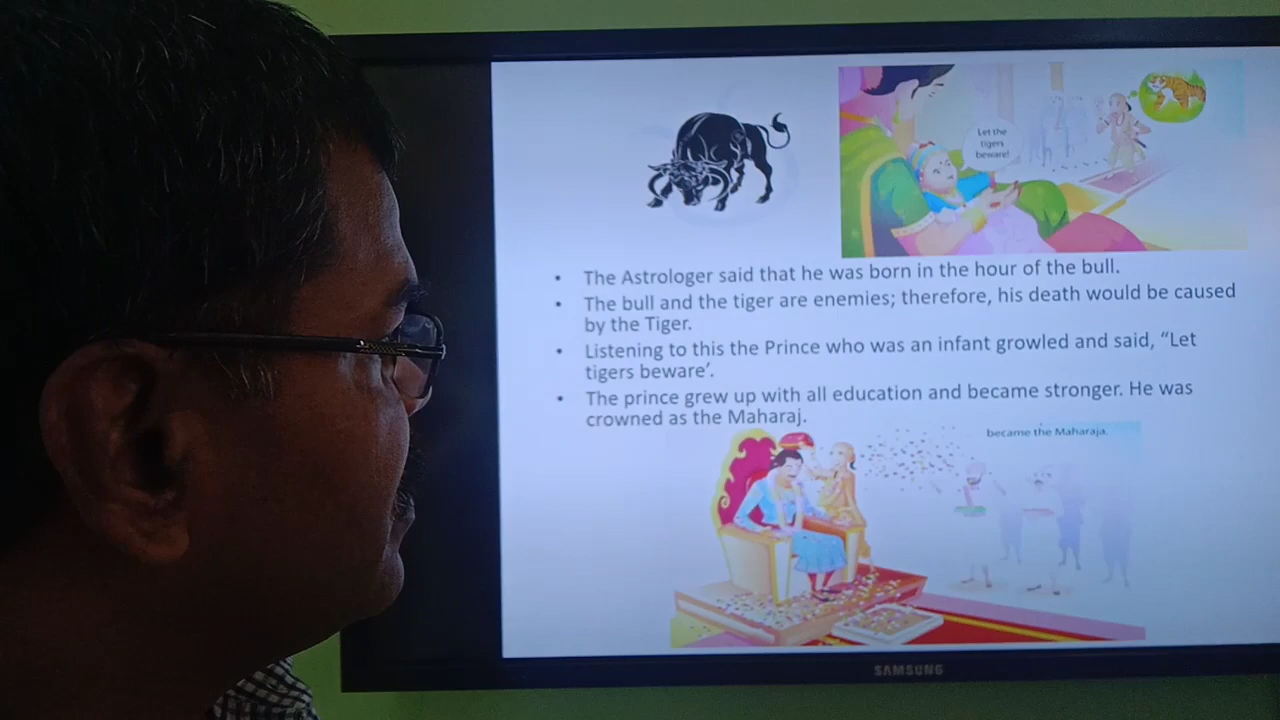 Let the
tigers
beware!
• The Astrologer said that he was born in the hour of the bull.
• The bull and the tiger are enemies; therefore, his death would be caused
by the Tiger.
• Listening to this the Prince who was an infant growled and said, “Let
tigers beware’.
• The prince grew up with all education and became stronger. He was
crowned as the Maharaj.
became the Maharaja.
SAMSUNG